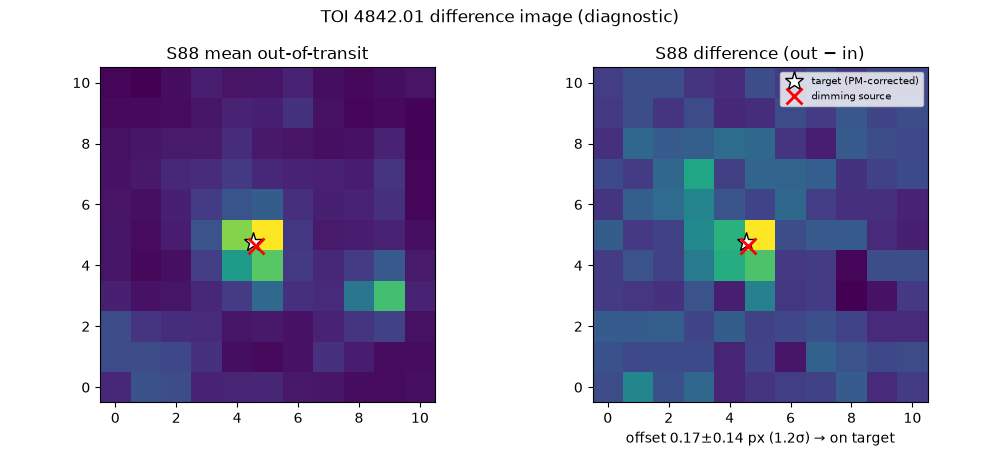 TOI 4842.01 difference image (diagnostic)
S88 mean out-of-transit
10
8
6
4
2
0
0 2 4 6 8 10
S88 difference (out − in)
target (PM-corrected)
dimming source
10
8
6
4
2
0
0 2 4 6 8 10
offset 0.17±0.14 px (1.2σ) → on target